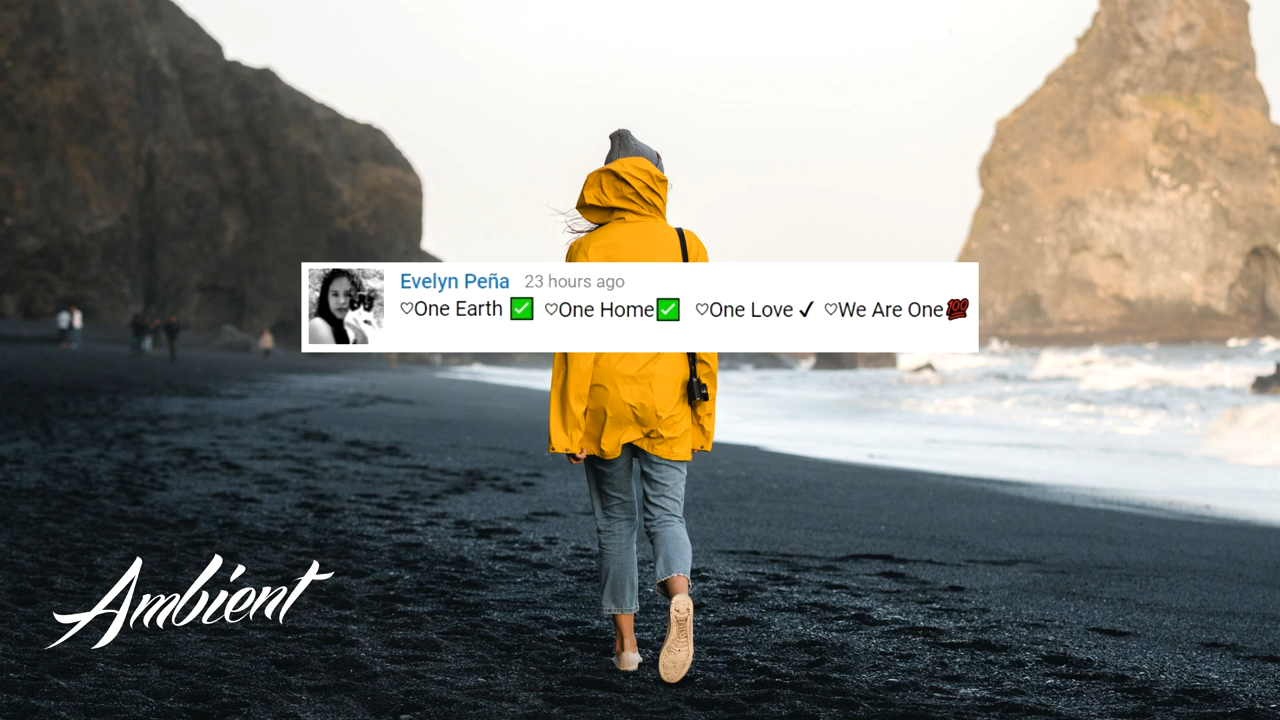 Evelyn Peña 23 hours ago
♡One Earth ✅ ♡One Home✅ ♡One Love ✓ ♡We Are One💯
Ambient